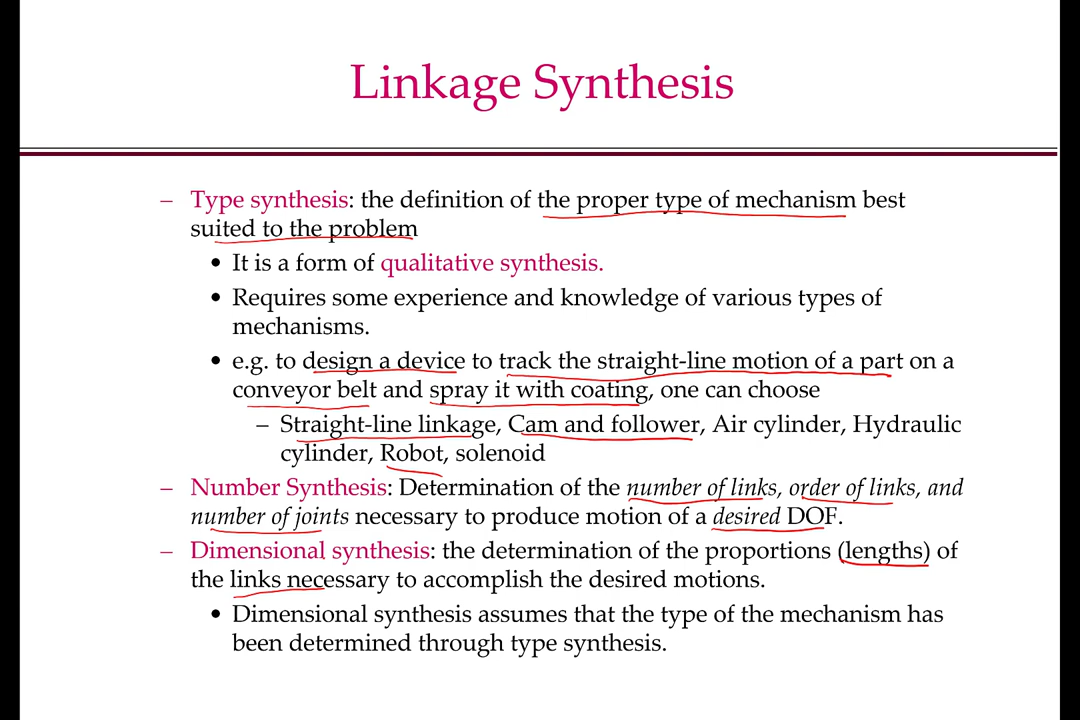 Linkage Synthesis
– Type synthesis: the definition of the proper type of mechanism best
suited to the problem
• It is a form of qualitative synthesis.
• Requires some experience and knowledge of various types of
mechanisms.
• e.g. to design a device to track the straight-line motion of a part on a
conveyor belt and spray it with coating, one can choose
– Straight-line linkage, Cam and follower, Air cylinder, Hydraulic
cylinder, Robot, solenoid
– Number Synthesis: Determination of the number of links, order of links, and
number of joints necessary to produce motion of a desired DOF.
– Dimensional synthesis: the determination of the proportions (lengths) of
the links necessary to accomplish the desired motions.
• Dimensional synthesis assumes that the type of the mechanism has
been determined through type synthesis.